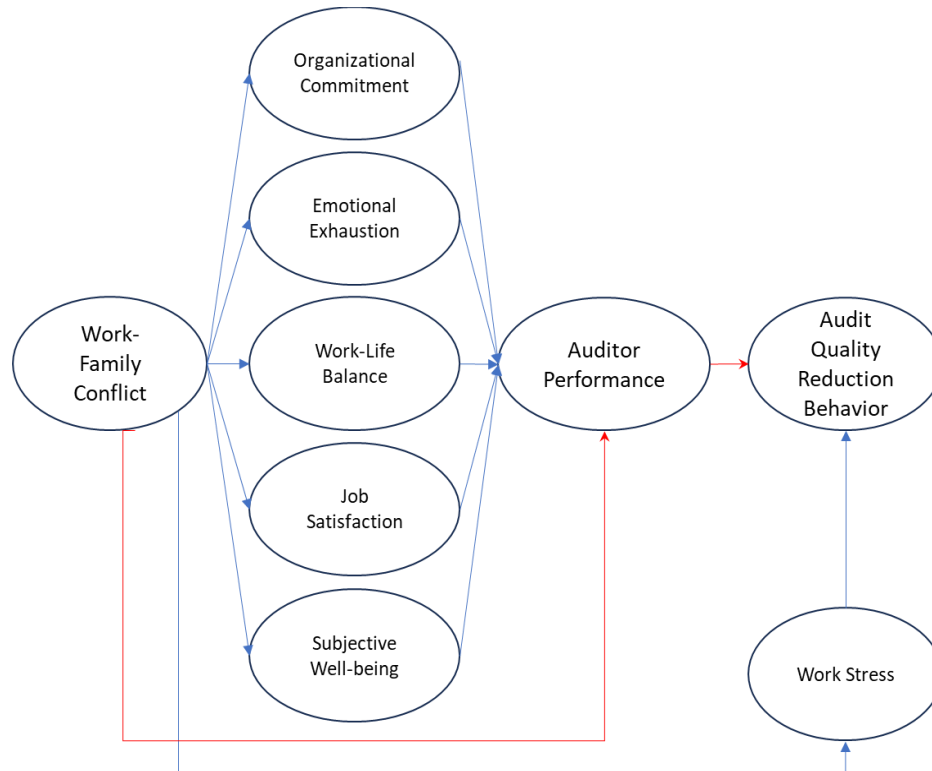 Organizational
Commitment
Emotional
Exhaustion
Work-
Family
Conflict
Work-Life
Balance
Auditor
Performance
Audit
Quality
Reduction
Behavior
Job
Satisfaction
Subjective
Well-being
Work Stress